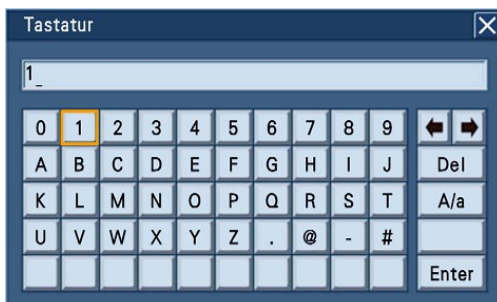 Tastatur X
1_
0 1 2 3 4 5 6 7 8 9
A B C D E F G H I J Del
K L M N O P Q R S T A/a
U V W X Y Z . @ - #
Enter